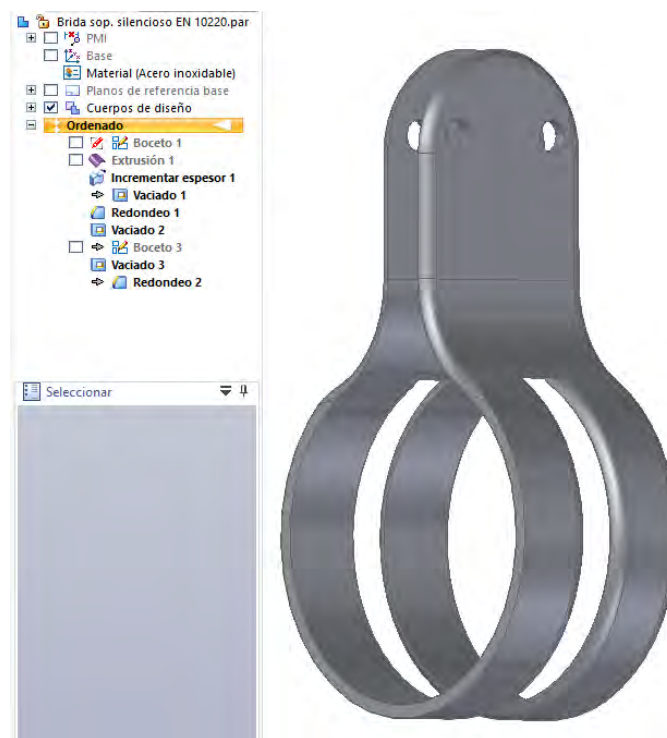 Brida sop. silencioso EN 10220.par
PMI
Base
Material (Acero inoxidable)
Planos de referencia base
Cuerpos de diseño
Ordenado
Boceto 1
Extrusión 1
Incrementar espesor 1
Vaciado 1
Redondeo 1
Vaciado 2
Boceto 3
Vaciado 3
Redondeo 2
Seleccionar